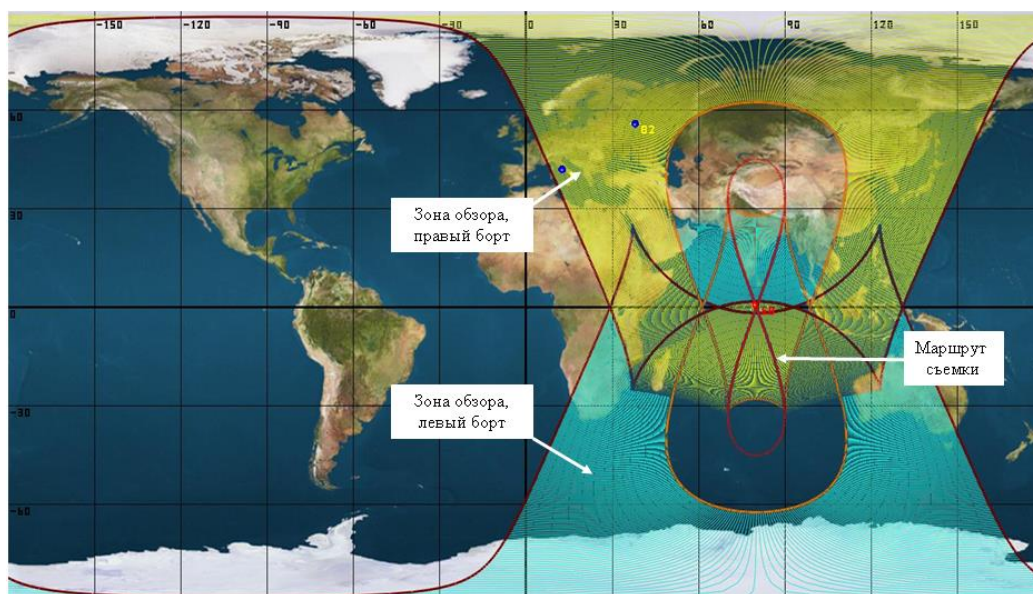 -150 -120 -90 -60 -30 0 30 60 90 120 150
60
B2
30
Зона обзора,
правый борт
0
Маршрут
съемки
Зона обзора,
левый борт
-30
-60